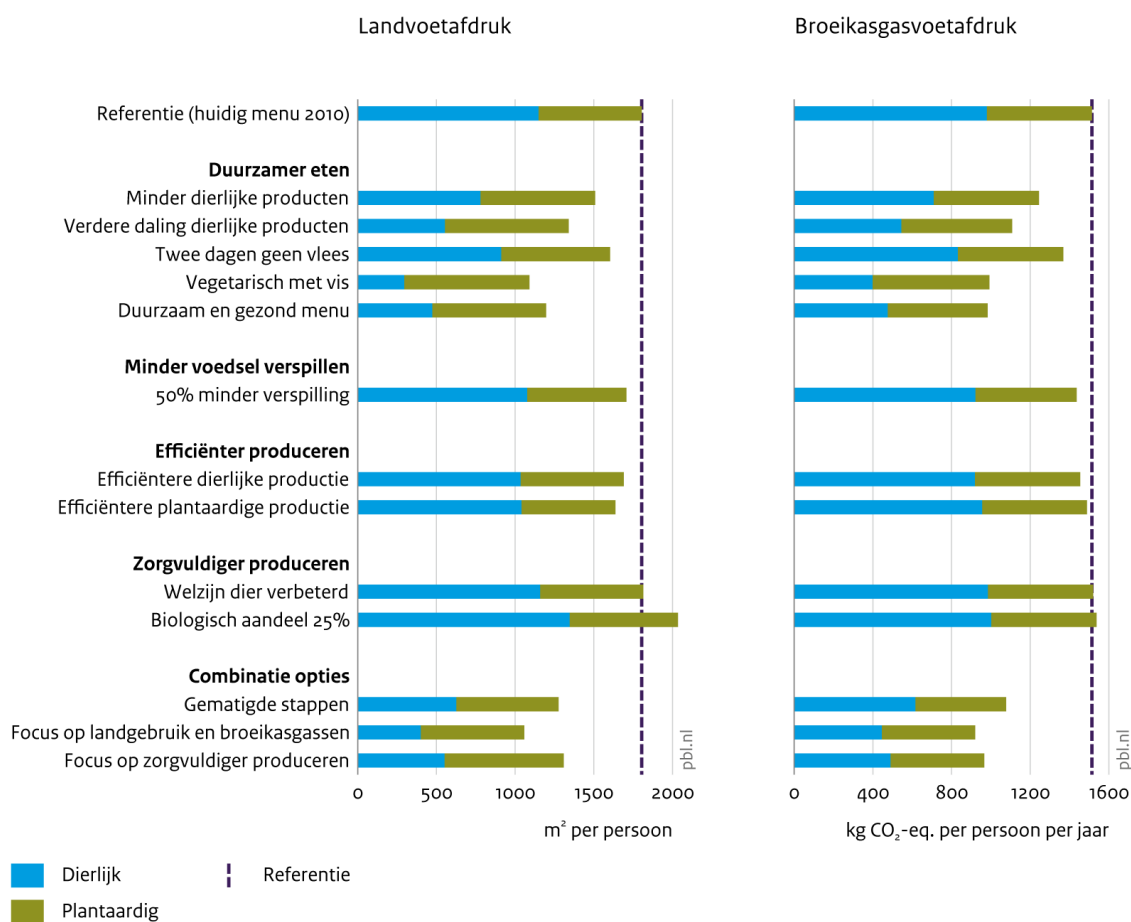 Landvoetafdruk
Broeikasgasvoetafdruk
Referentie (huidig menu 2010)
Duurzamer eten
Minder dierlijke producten
Verdere daling dierlijke producten
Twee dagen geen vlees
Vegetarisch met vis
Duurzaam en gezond menu
Minder voedsel verspillen
50% minder verspilling
Efficiënter produceren
Efficiëntere dierlijke productie
Efficiëntere plantaardige productie
Zorgvuldiger produceren
Welzijn dier verbeterd
Biologisch aandeel 25%
Combinatie opties
Gematigde stappen
Focus op landgebruik en broeikasgassen
Focus op zorgvuldiger produceren
pbl.nl
pbl.nl
0 500 1000 1500 2000
0 400 800 1200 1600
m² per persoon
kg CO₂-eq. per persoon per jaar
Dierlijk
Referentie
Plantaardig